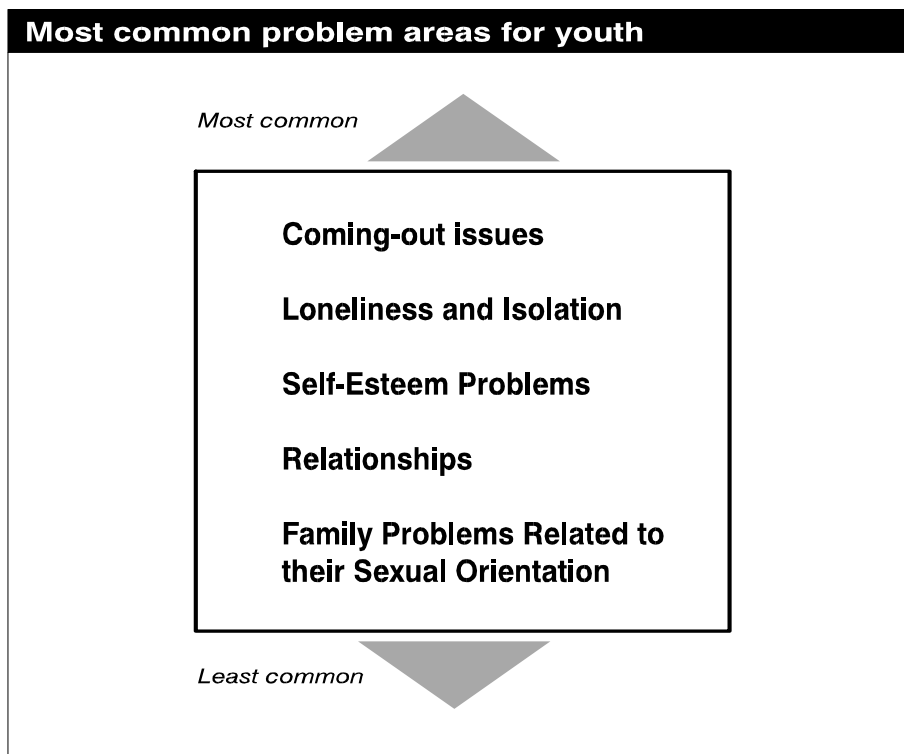 Most common problem areas for youth
Most common
Coming-out issues
Loneliness and Isolation
Self-Esteem Problems
Relationships
Family Problems Related to
their Sexual Orientation
Least common